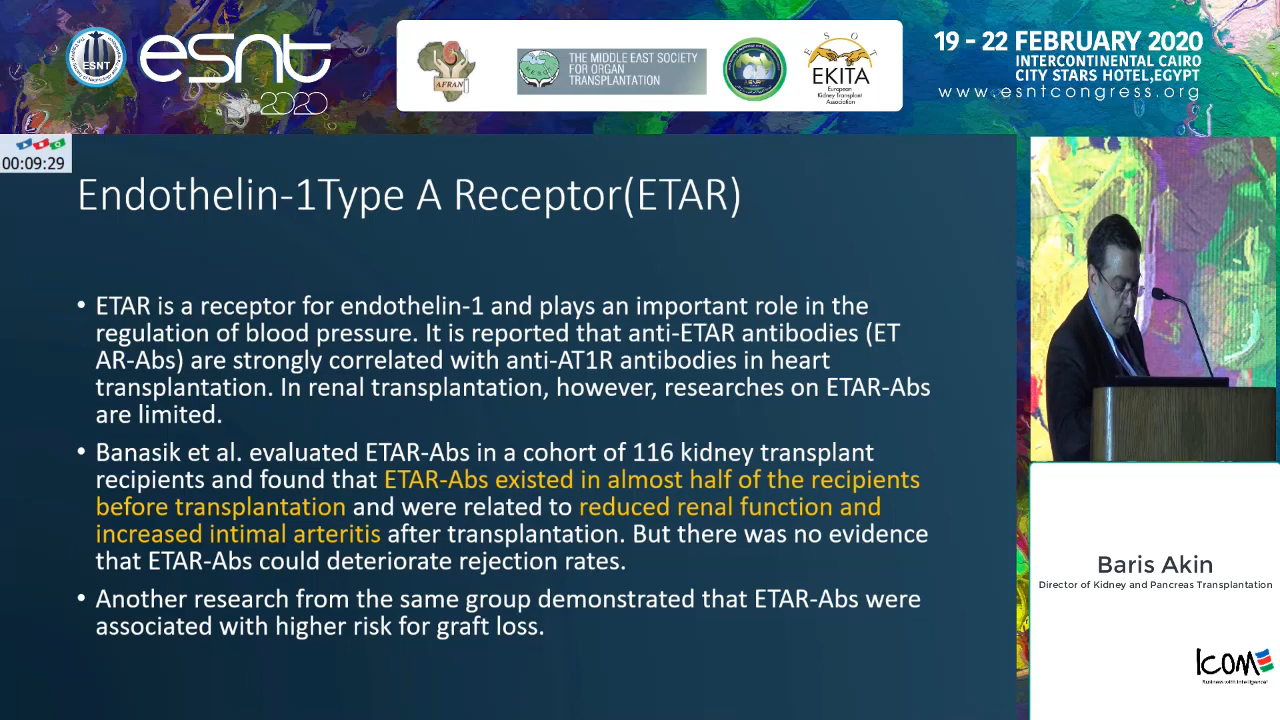 ESNT
esnt
2020
AFRAN
THE MIDDLE EAST SOCIETY
FOR ORGAN
TRANSPLANTATION
E S O T
EKITA
European
Kidney Transplant
Association
19 - 22 FEBRUARY 2020
INTERCONTINENTAL CAIRO
CITY STARS HOTEL,EGYPT
www.esntcongress.org
00:09:29
Endothelin-1Type A Receptor(ETAR)
• ETAR is a receptor for endothelin-1 and plays an important role in the
regulation of blood pressure. It is reported that anti-ETAR antibodies (ET
AR-Abs) are strongly correlated with anti-AT1R antibodies in heart
transplantation. In renal transplantation, however, researches on ETAR-Abs
are limited.
• Banasik et al. evaluated ETAR-Abs in a cohort of 116 kidney transplant
recipients and found that ETAR-Abs existed in almost half of the recipients
before transplantation and were related to reduced renal function and
increased intimal arteritis after transplantation. But there was no evidence
that ETAR-Abs could deteriorate rejection rates.
• Another research from the same group demonstrated that ETAR-Abs were
associated with higher risk for graft loss.
Baris Akin
Director of Kidney and Pancreas Transplantation
ICOM
Business with Intelligence!